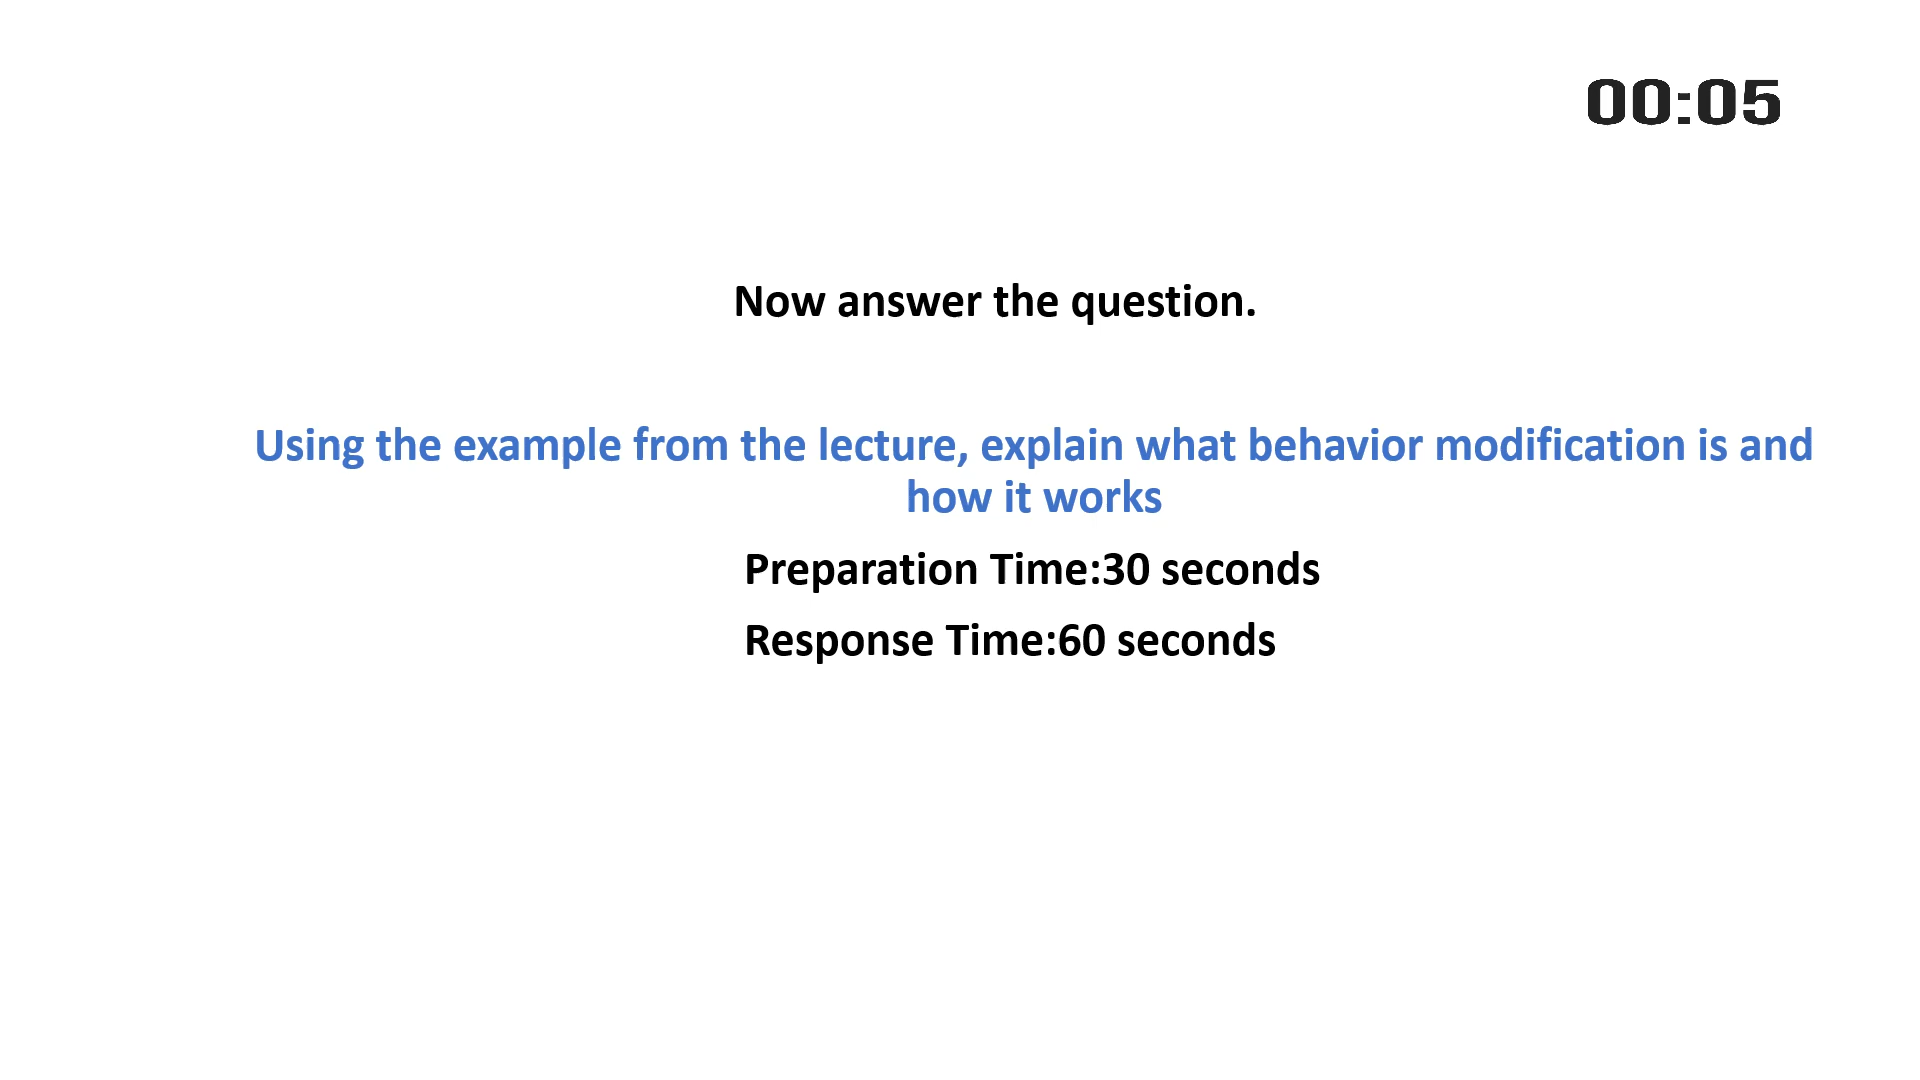 00:05
Now answer the question.
Using the example from the lecture, explain what behavior modification is and
how it works
Preparation Time:30 seconds
Response Time:60 seconds